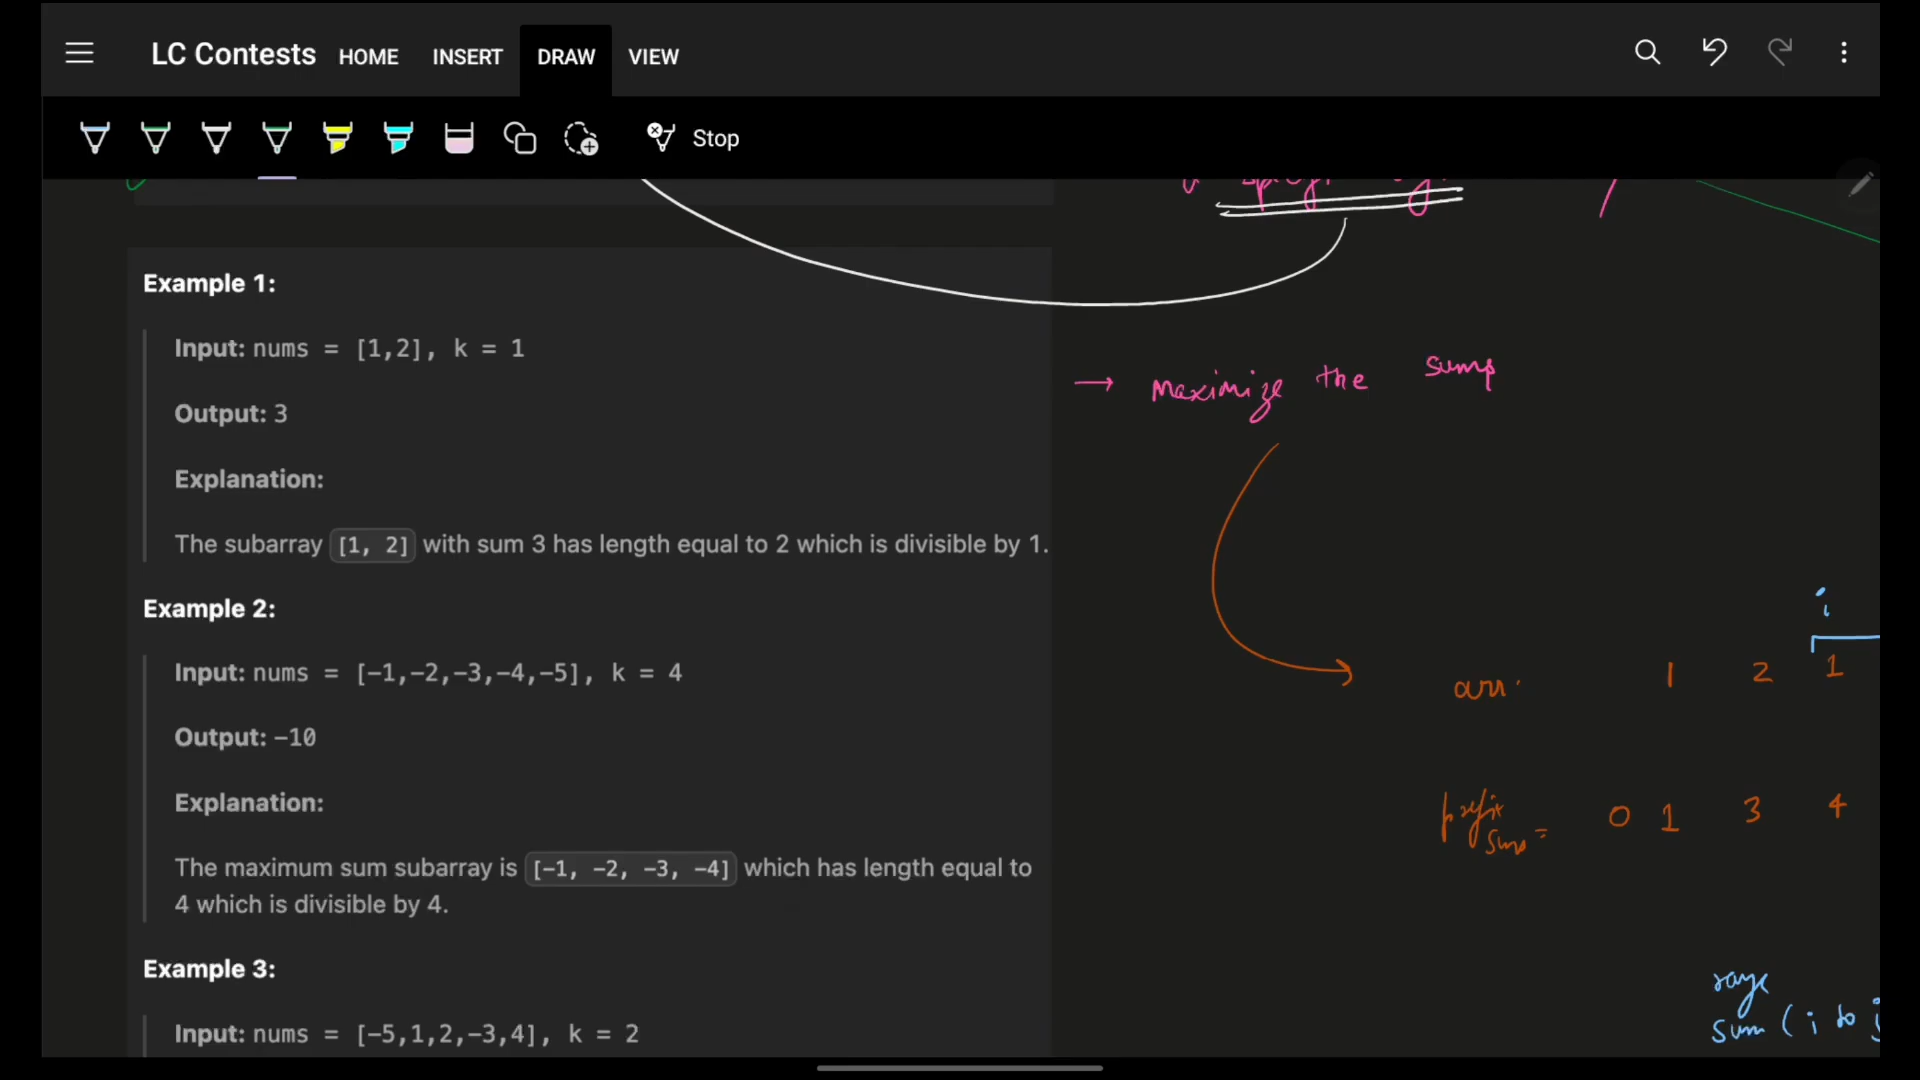 LC Contests HOME INSERT DRAW VIEW
Stop
Example 1:
Input: nums = [1,2], k = 1
Output: 3
Explanation:
The subarray [1, 2] with sum 3 has length equal to 2 which is divisible by 1.
Example 2:
Input: nums = [-1,-2,-3,-4,-5], k = 4
Output: -10
Explanation:
The maximum sum subarray is [-1, -2, -3, -4] which has length equal to
4 which is divisible by 4.
Example 3:
Input: nums = [-5,1,2,-3,4], k = 2
→ Maximize the sum
i
arr. 1 2 1
prefix
sum = 0 1 3 4
range
sum (i to j